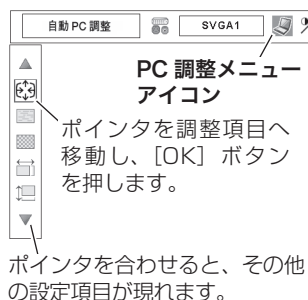 自動 PC 調整
SVGA1
PC 調整メニュー
アイコン
ポインタを調整項目へ
移動し、[OK] ボタン
を押します。
ポインタを合わせると、その他
の設定項目が現れます。